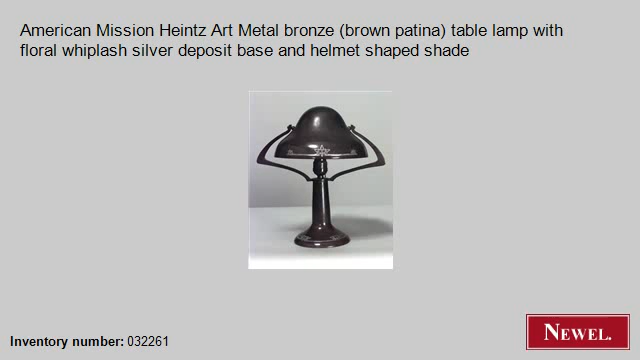 American Mission Heintz Art Metal bronze (brown patina) table lamp with
floral whiplash silver deposit base and helmet shaped shade
Inventory number: 032261
NEWEL.